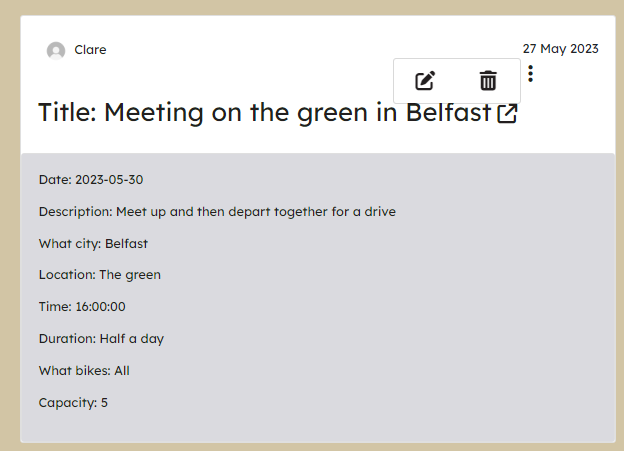 Clare
27 May 2023
Title: Meeting on the green in Belfast
Date: 2023-05-30
Description: Meet up and then depart together for a drive
What city: Belfast
Location: The green
Time: 16:00:00
Duration: Half a day
What bikes: All
Capacity: 5